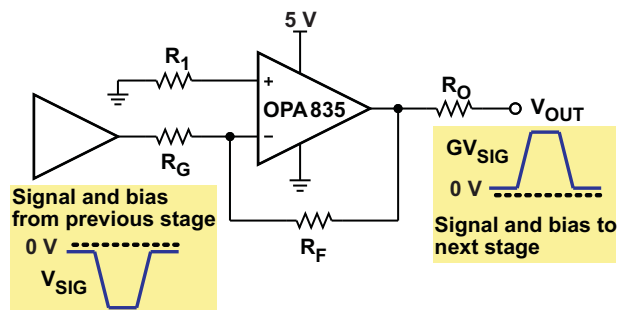 5 V
R1
+
OPA835
RO
VOUT
RG
−
GVSIG
0 V
Signal and bias to
next stage
Signal and bias
from previous stage
0 V
VSIG
RF